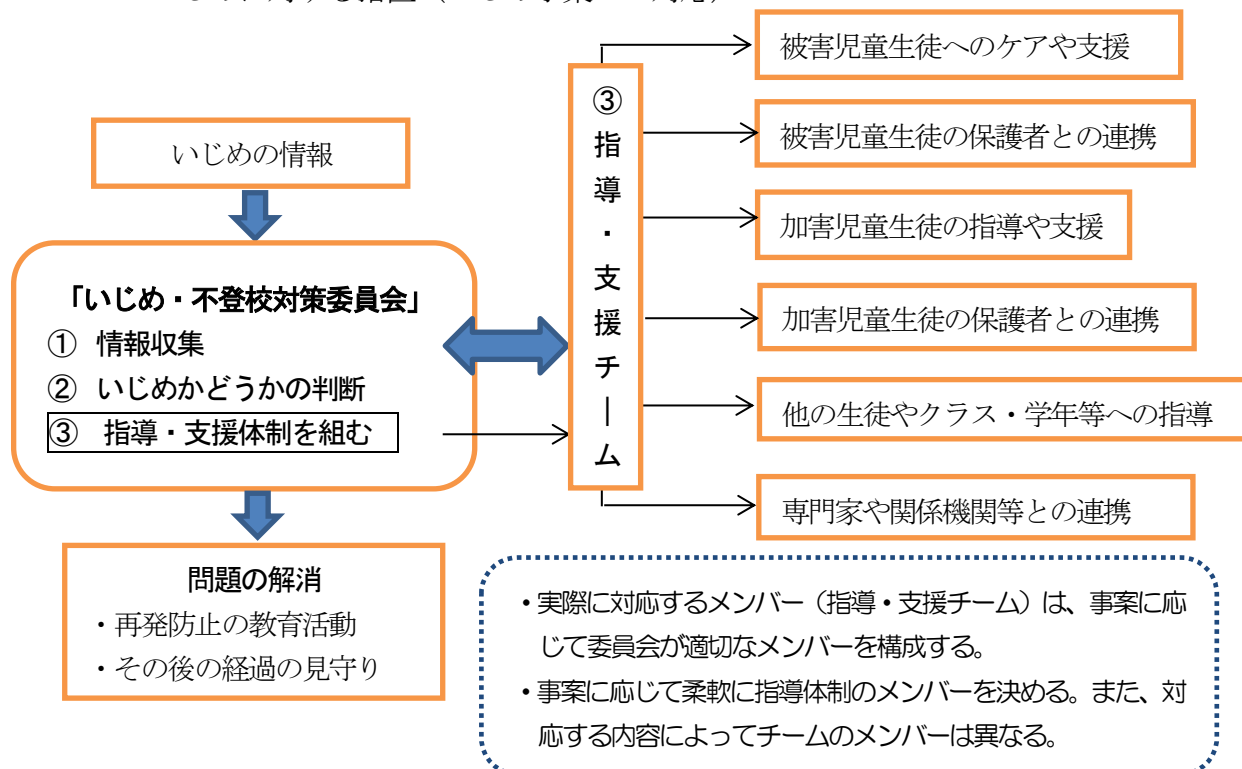 いじめの情報
「いじめ・不登校対策委員会」
① 情報収集
② いじめかどうかの判断
③ 指導・支援体制を組む
問題の解消
・再発防止の教育活動
・その後の経過の見守り
③指導・支援チーム
被害児童生徒へのケアや支援
被害児童生徒の保護者との連携
加害児童生徒の指導や支援
加害児童生徒の保護者との連携
他の生徒やクラス・学年等への指導
専門家や関係機関等との連携
・実際に対応するメンバー（指導・支援チーム）は、事案に応
じて委員会が適切なメンバーを構成する。
・事案に応じて柔軟に指導体制のメンバーを決める。また、対
応する内容によってチームのメンバーは異なる。